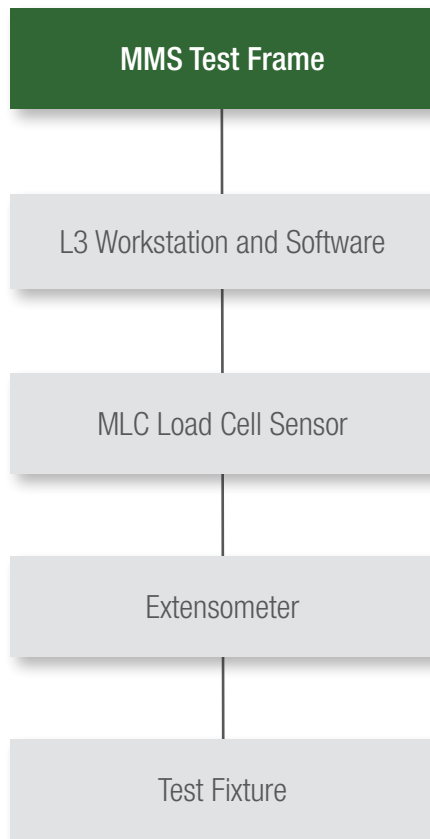 MMS Test Frame
L3 Workstation and Software
MLC Load Cell Sensor
Extensometer
Test Fixture